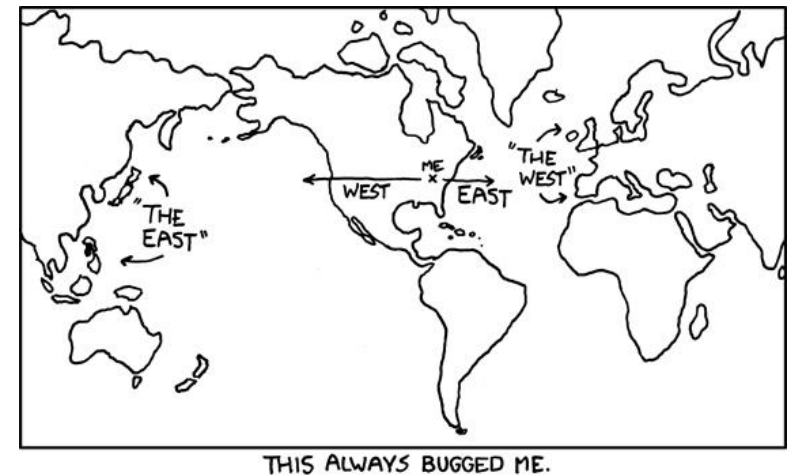 "THE
EAST"
WEST
ME
X
EAST
"THE
WEST"
THIS ALWAYS BUGGED ME.